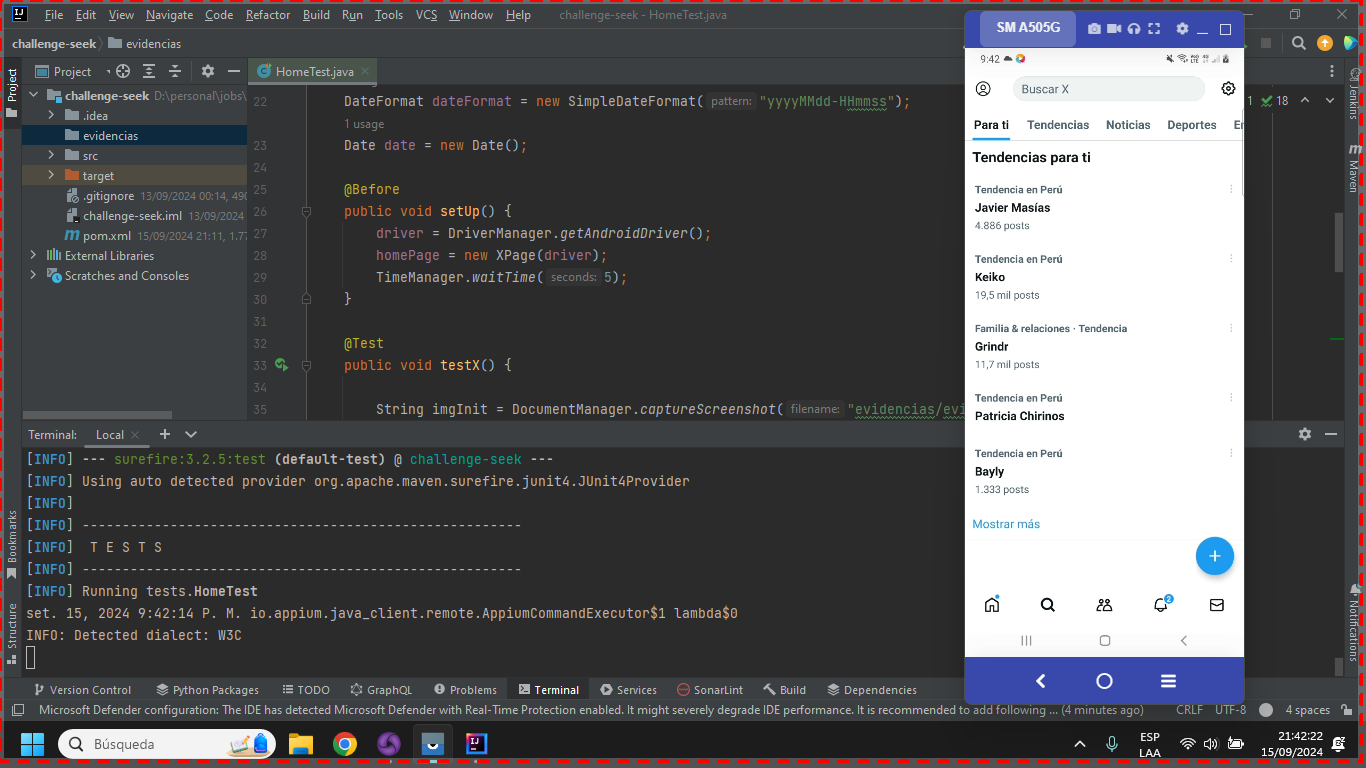 File Edit View Navigate Code Refactor Build Run Tools VCS Window Help challenge-seek - HomeTest.java
challenge-seek evidencias
Project
Project
HomeTest.java
challenge-seek D:\personal\jobs\
.idea
evidencias
src
target
.gitignore 13/09/2024 00:14, 490
challenge-seek.iml 13/09/2024
pom.xml 15/09/2024 21:11, 1.77
External Libraries
Scratches and Consoles
22 DateFormat dateFormat = new SimpleDateFormat( pattern: "yyyyMMdd-HHmmss");
1 usage
23 Date date = new Date();
24
25 @Before
26 public void setUp() {
27 driver = DriverManager.getAndroidDriver();
28 homePage = new XPage(driver);
29 TimeManager.waitTime( seconds: 5);
30 }
31
32 @Test
33 public void testX() {
34
35 String imgInit = DocumentManager.captureScreenshot( filename: "evidencias/evi
1 18
Jenkins
Maven
Notifications
Bookmarks
Structure
Terminal: Local
[INFO] --- surefire:3.2.5:test (default-test) @ challenge-seek ---
[INFO] Using auto detected provider org.apache.maven.surefire.junit4.JUnit4Provider
[INFO]
[INFO] -------------------------------------------------------
[INFO]  T E S T S
[INFO] -------------------------------------------------------
[INFO] Running tests.HomeTest
set. 15, 2024 9:42:14 P. M. io.appium.java_client.remote.AppiumCommandExecutor$1 lambda$0
INFO: Detected dialect: W3C
Version Control Python Packages TODO GraphQL Problems Terminal Services SonarLint Build Dependencies
Microsoft Defender configuration: The IDE has detected Microsoft Defender with Real-Time Protection enabled. It might severely degrade IDE performance. It is recommended to add following ... (4 minutes ago) CRLF UTF-8 4 spaces
SM A505G
9:42
Buscar X
Para ti Tendencias Noticias Deportes En
Tendencias para ti
Tendencia en Perú
Javier Masías
4.886 posts
Tendencia en Perú
Keiko
19,5 mil posts
Familia & relaciones · Tendencia
Grindr
11,7 mil posts
Tendencia en Perú
Patricia Chirinos
Tendencia en Perú
Bayly
1.333 posts
Mostrar más
2
Búsqueda
ESP
LAA
21:42:22
15/09/2024